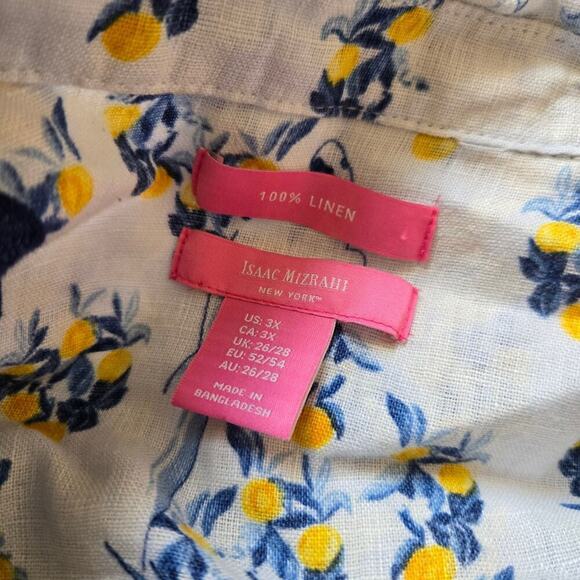 100% LINEN
ISAAC MIZRAHI
NEW YORK™
US: 3X
CA: 3X
UK: 26/28
EU: 52/54
AU: 26/28
MADE IN
BANGLADESH